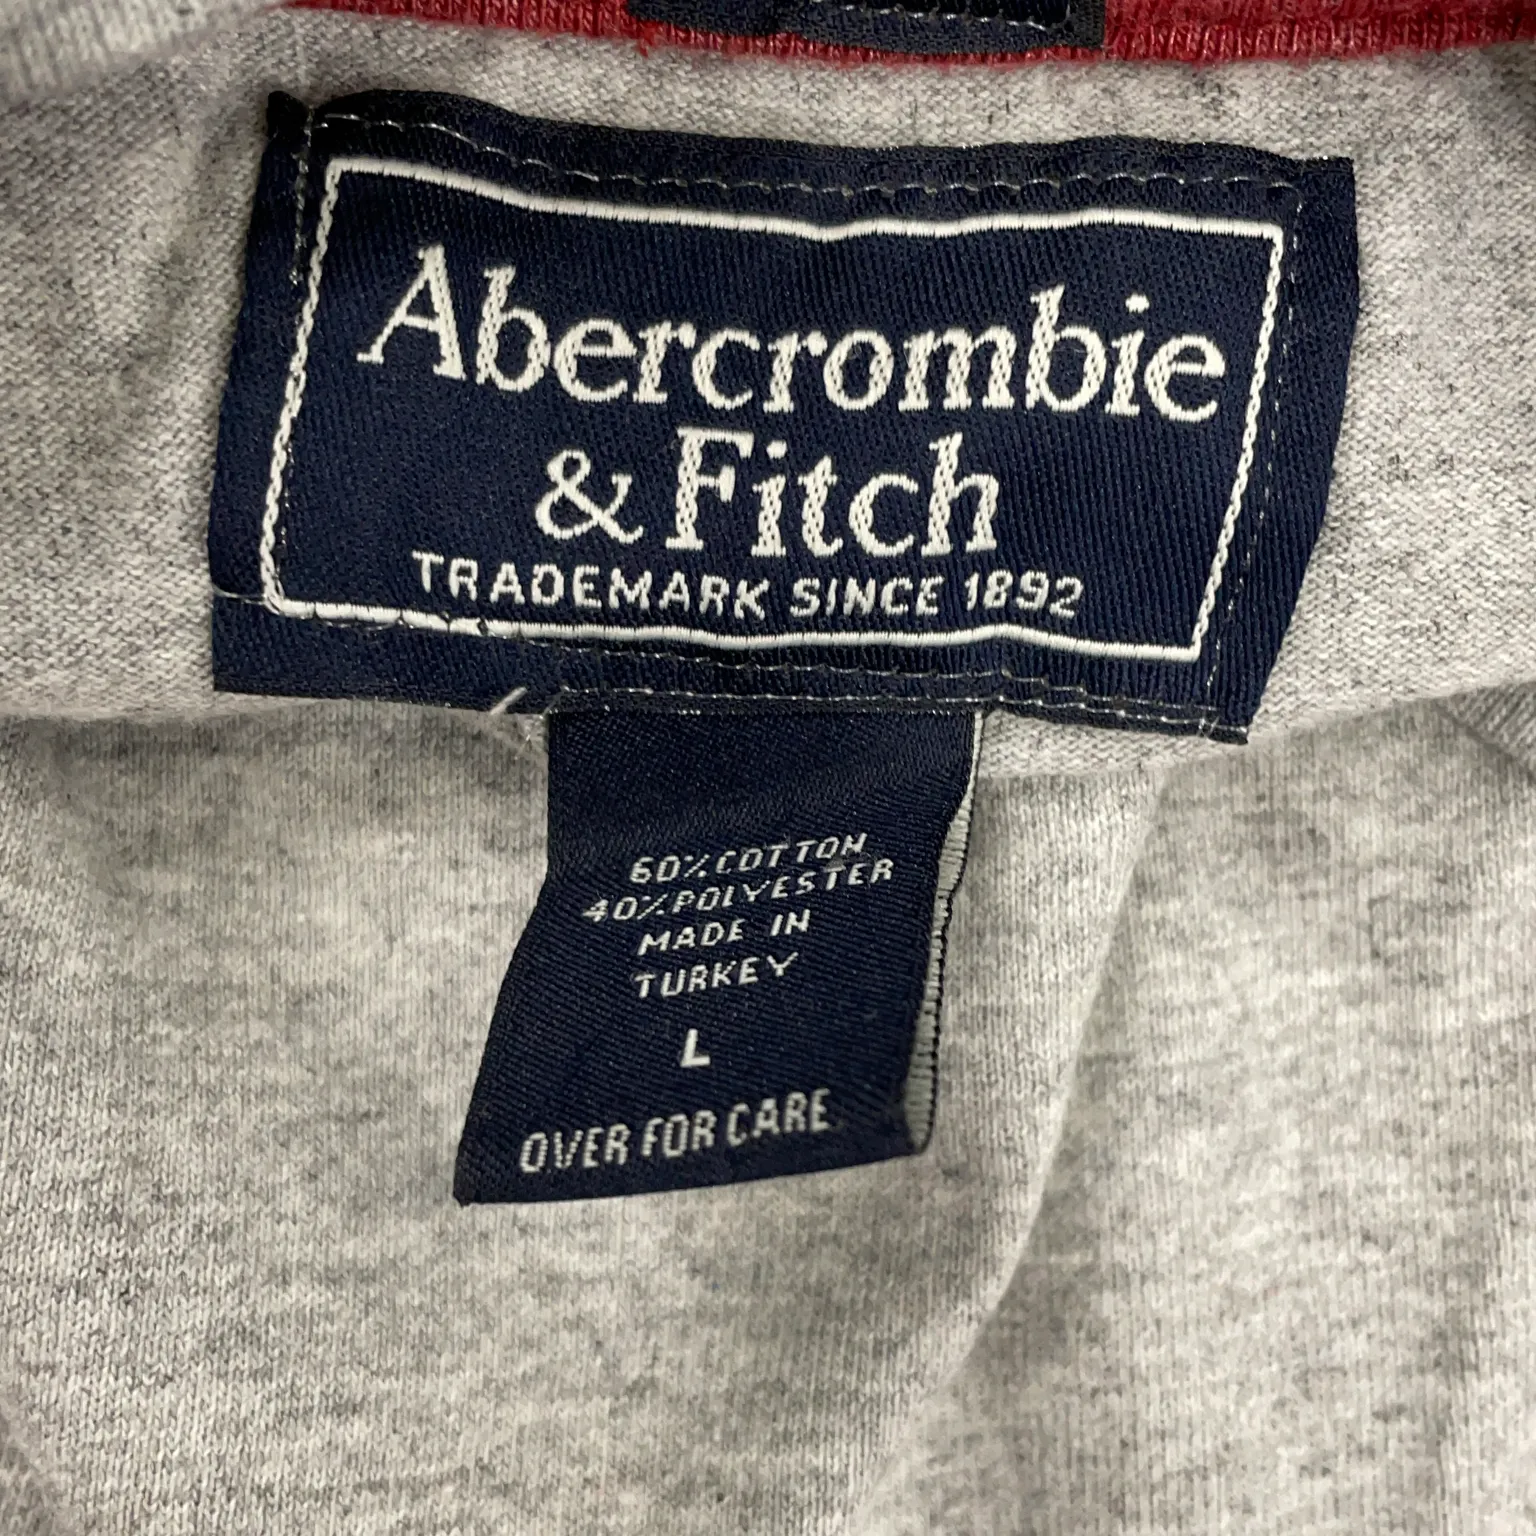 Abercrombie
& Fitch
TRADEMARK SINCE 1892
60% COTTON
40% POLYESTER
MADE IN
TURKEY
L
OVER FOR CARE